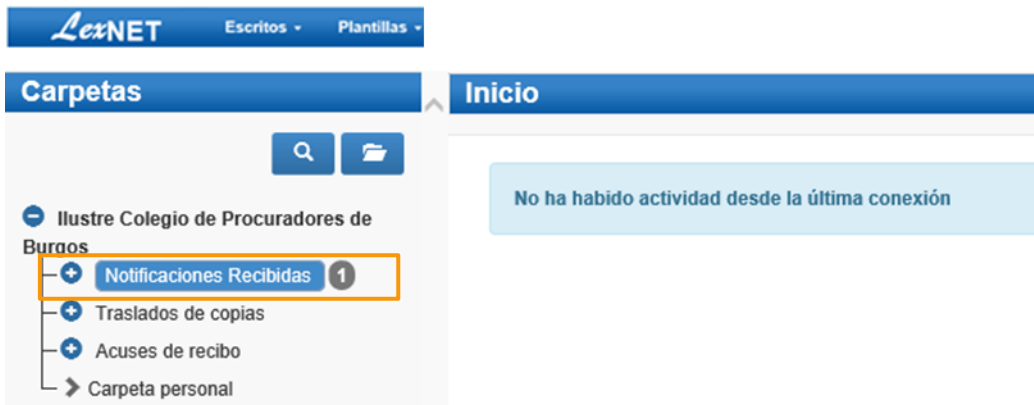 LexNET Escritos Plantillas
Carpetas
Inicio
No ha habido actividad desde la última conexión
Ilustre Colegio de Procuradores de
Burgos
Notificaciones Recibidas 1
Traslados de copias
Acuses de recibo
Carpeta personal